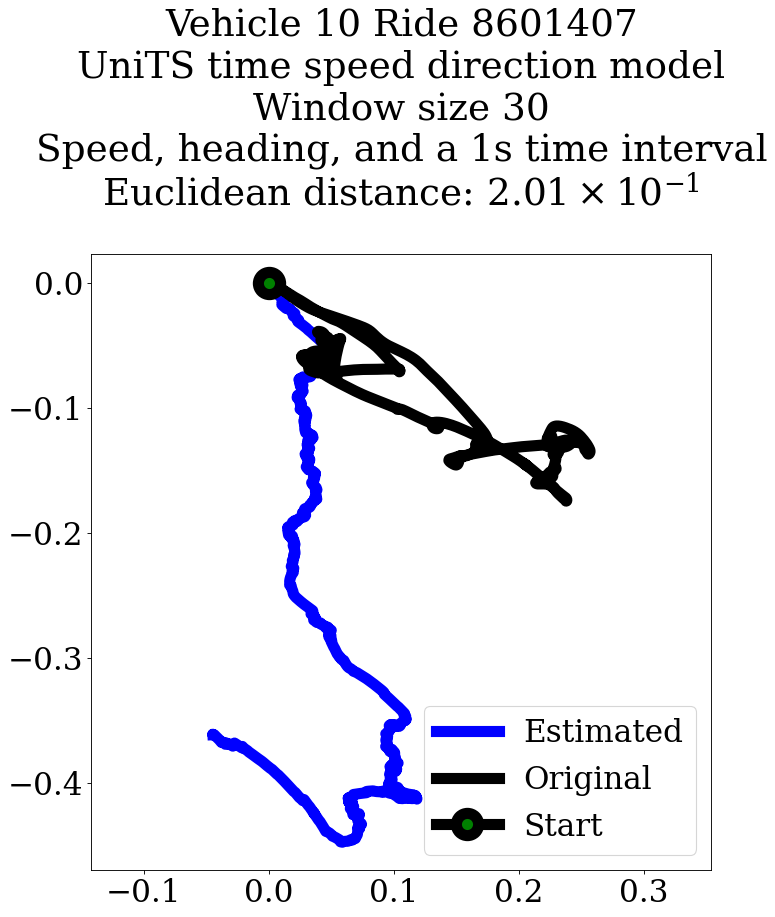 Vehicle 10 Ride 8601407
UniTS time speed direction model
Window size 30
Speed, heading, and a 1s time interval
Euclidean distance: 2.01 × 10⁻¹
0.0
−0.1
−0.2
−0.3
−0.4
Estimated
Original
Start
−0.1 0.0 0.1 0.2 0.3